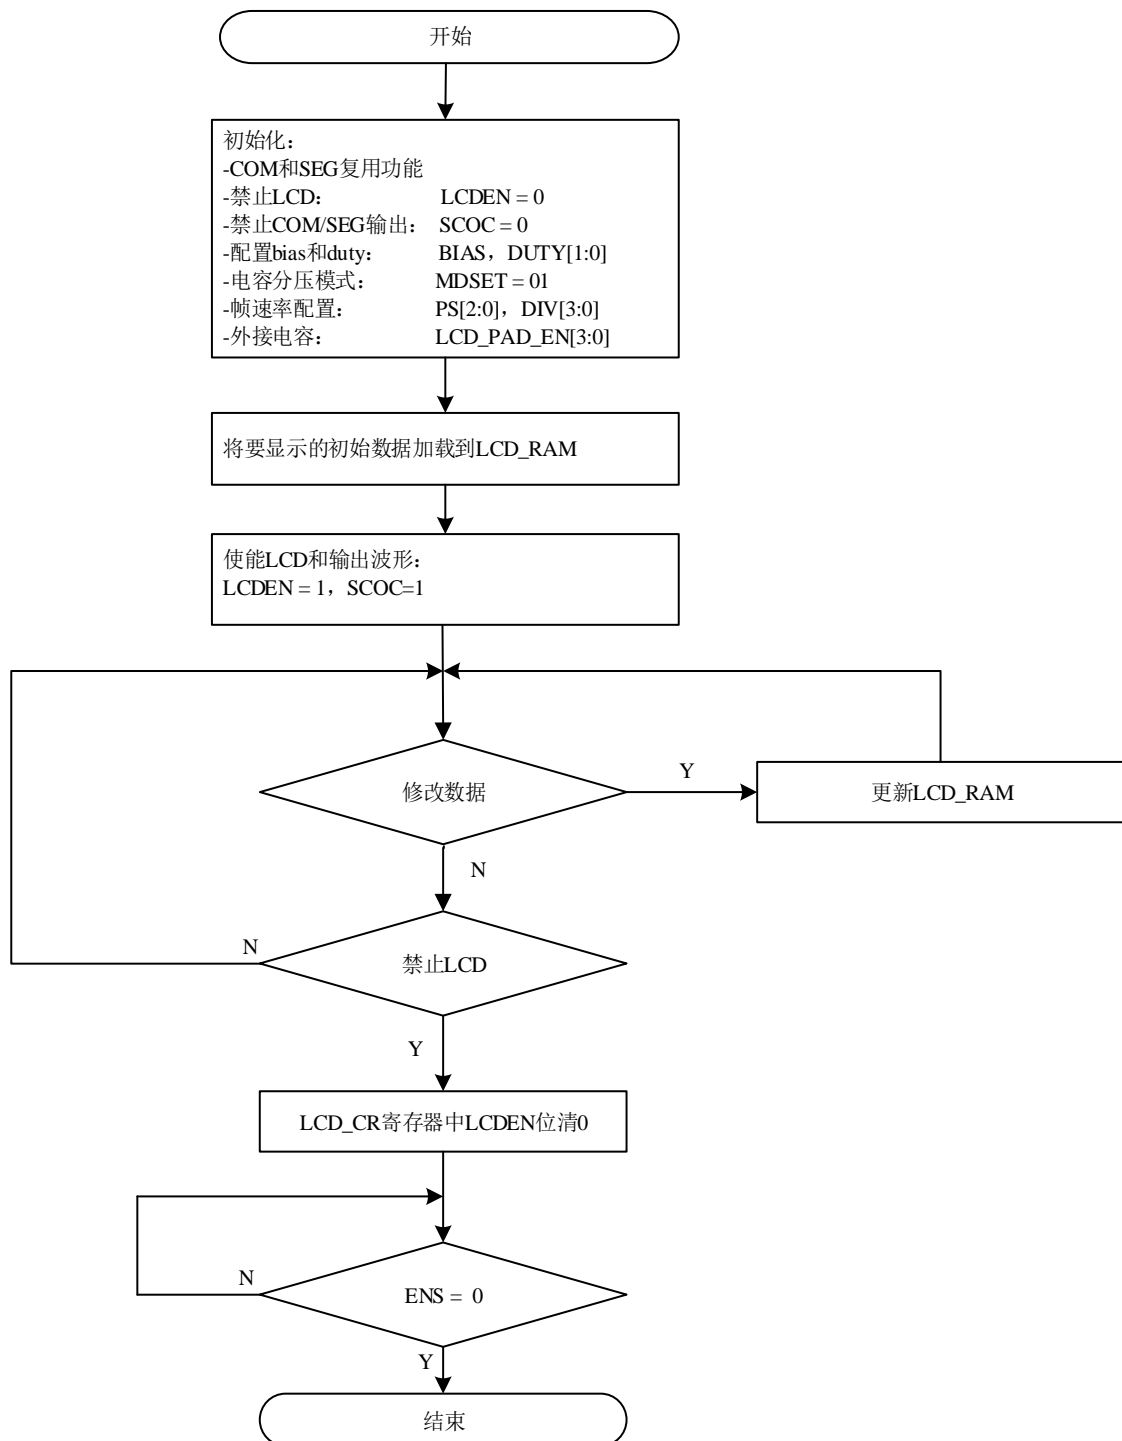 开始
初始化：
-COM和SEG复用功能
-禁止LCD： LCDEN = 0
-禁止COM/SEG输出： SCOC = 0
-配置bias和duty： BIAS，DUTY[1:0]
-电容分压模式： MDSET = 01
-帧速率配置： PS[2:0]，DIV[3:0]
-外接电容： LCD_PAD_EN[3:0]
将要显示的初始数据加载到LCD_RAM
使能LCD和输出波形：
LCDEN = 1，SCOC=1
修改数据
Y
更新LCD_RAM
N
N
禁止LCD
Y
LCD_CR寄存器中LCDEN位清0
N
ENS = 0
Y
结束